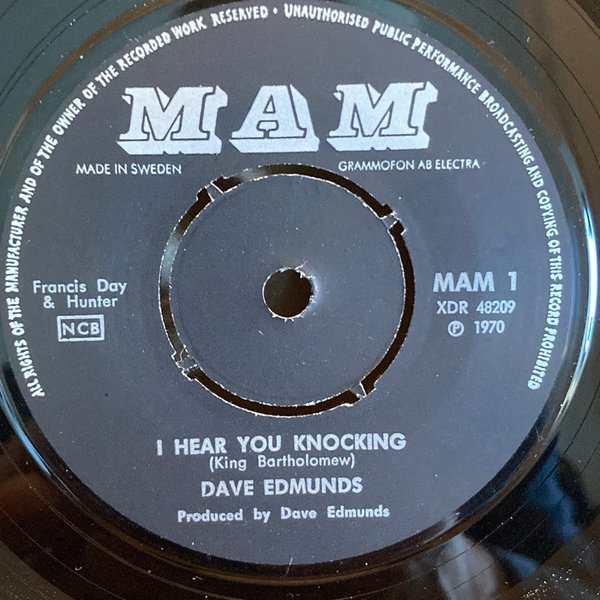 ALL RIGHTS OF THE MANUFACTURER AND OF THE OWNER OF THE RECORDED WORK RESERVED • UNAUTHORISED PUBLIC PERFORMANCE BROADCASTING AND COPYING OF THIS RECORD PROHIBITED
MAM
MADE IN SWEDEN
GRAMMOFON AB ELECTRA
Francis Day
& Hunter
NCB
MAM 1
XDR 48209
Ⓟ 1970
I HEAR YOU KNOCKING
(King Bartholomew)
DAVE EDMUNDS
Produced by Dave Edmunds